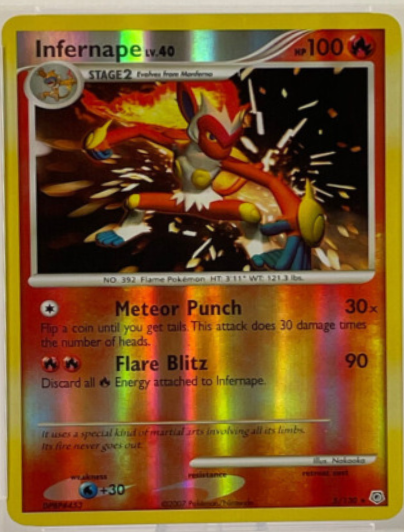 Infernape LV.40 HP 100
STAGE 2 Evolves from Monferno
NO. 392 Flame Pokémon HT: 3'11" WT: 121.3 lbs.
Meteor Punch 30x
Flip a coin until you get tails. This attack does 30 damage times
the number of heads.
Flare Blitz 90
Discard all Energy attached to Infernape.
It uses a special kind of martial arts involving all its limbs.
Its fire never goes out.
Illus. Nakaoka
weakness resistance retreat cost
+30
©2007 Pokémon/Nintendo